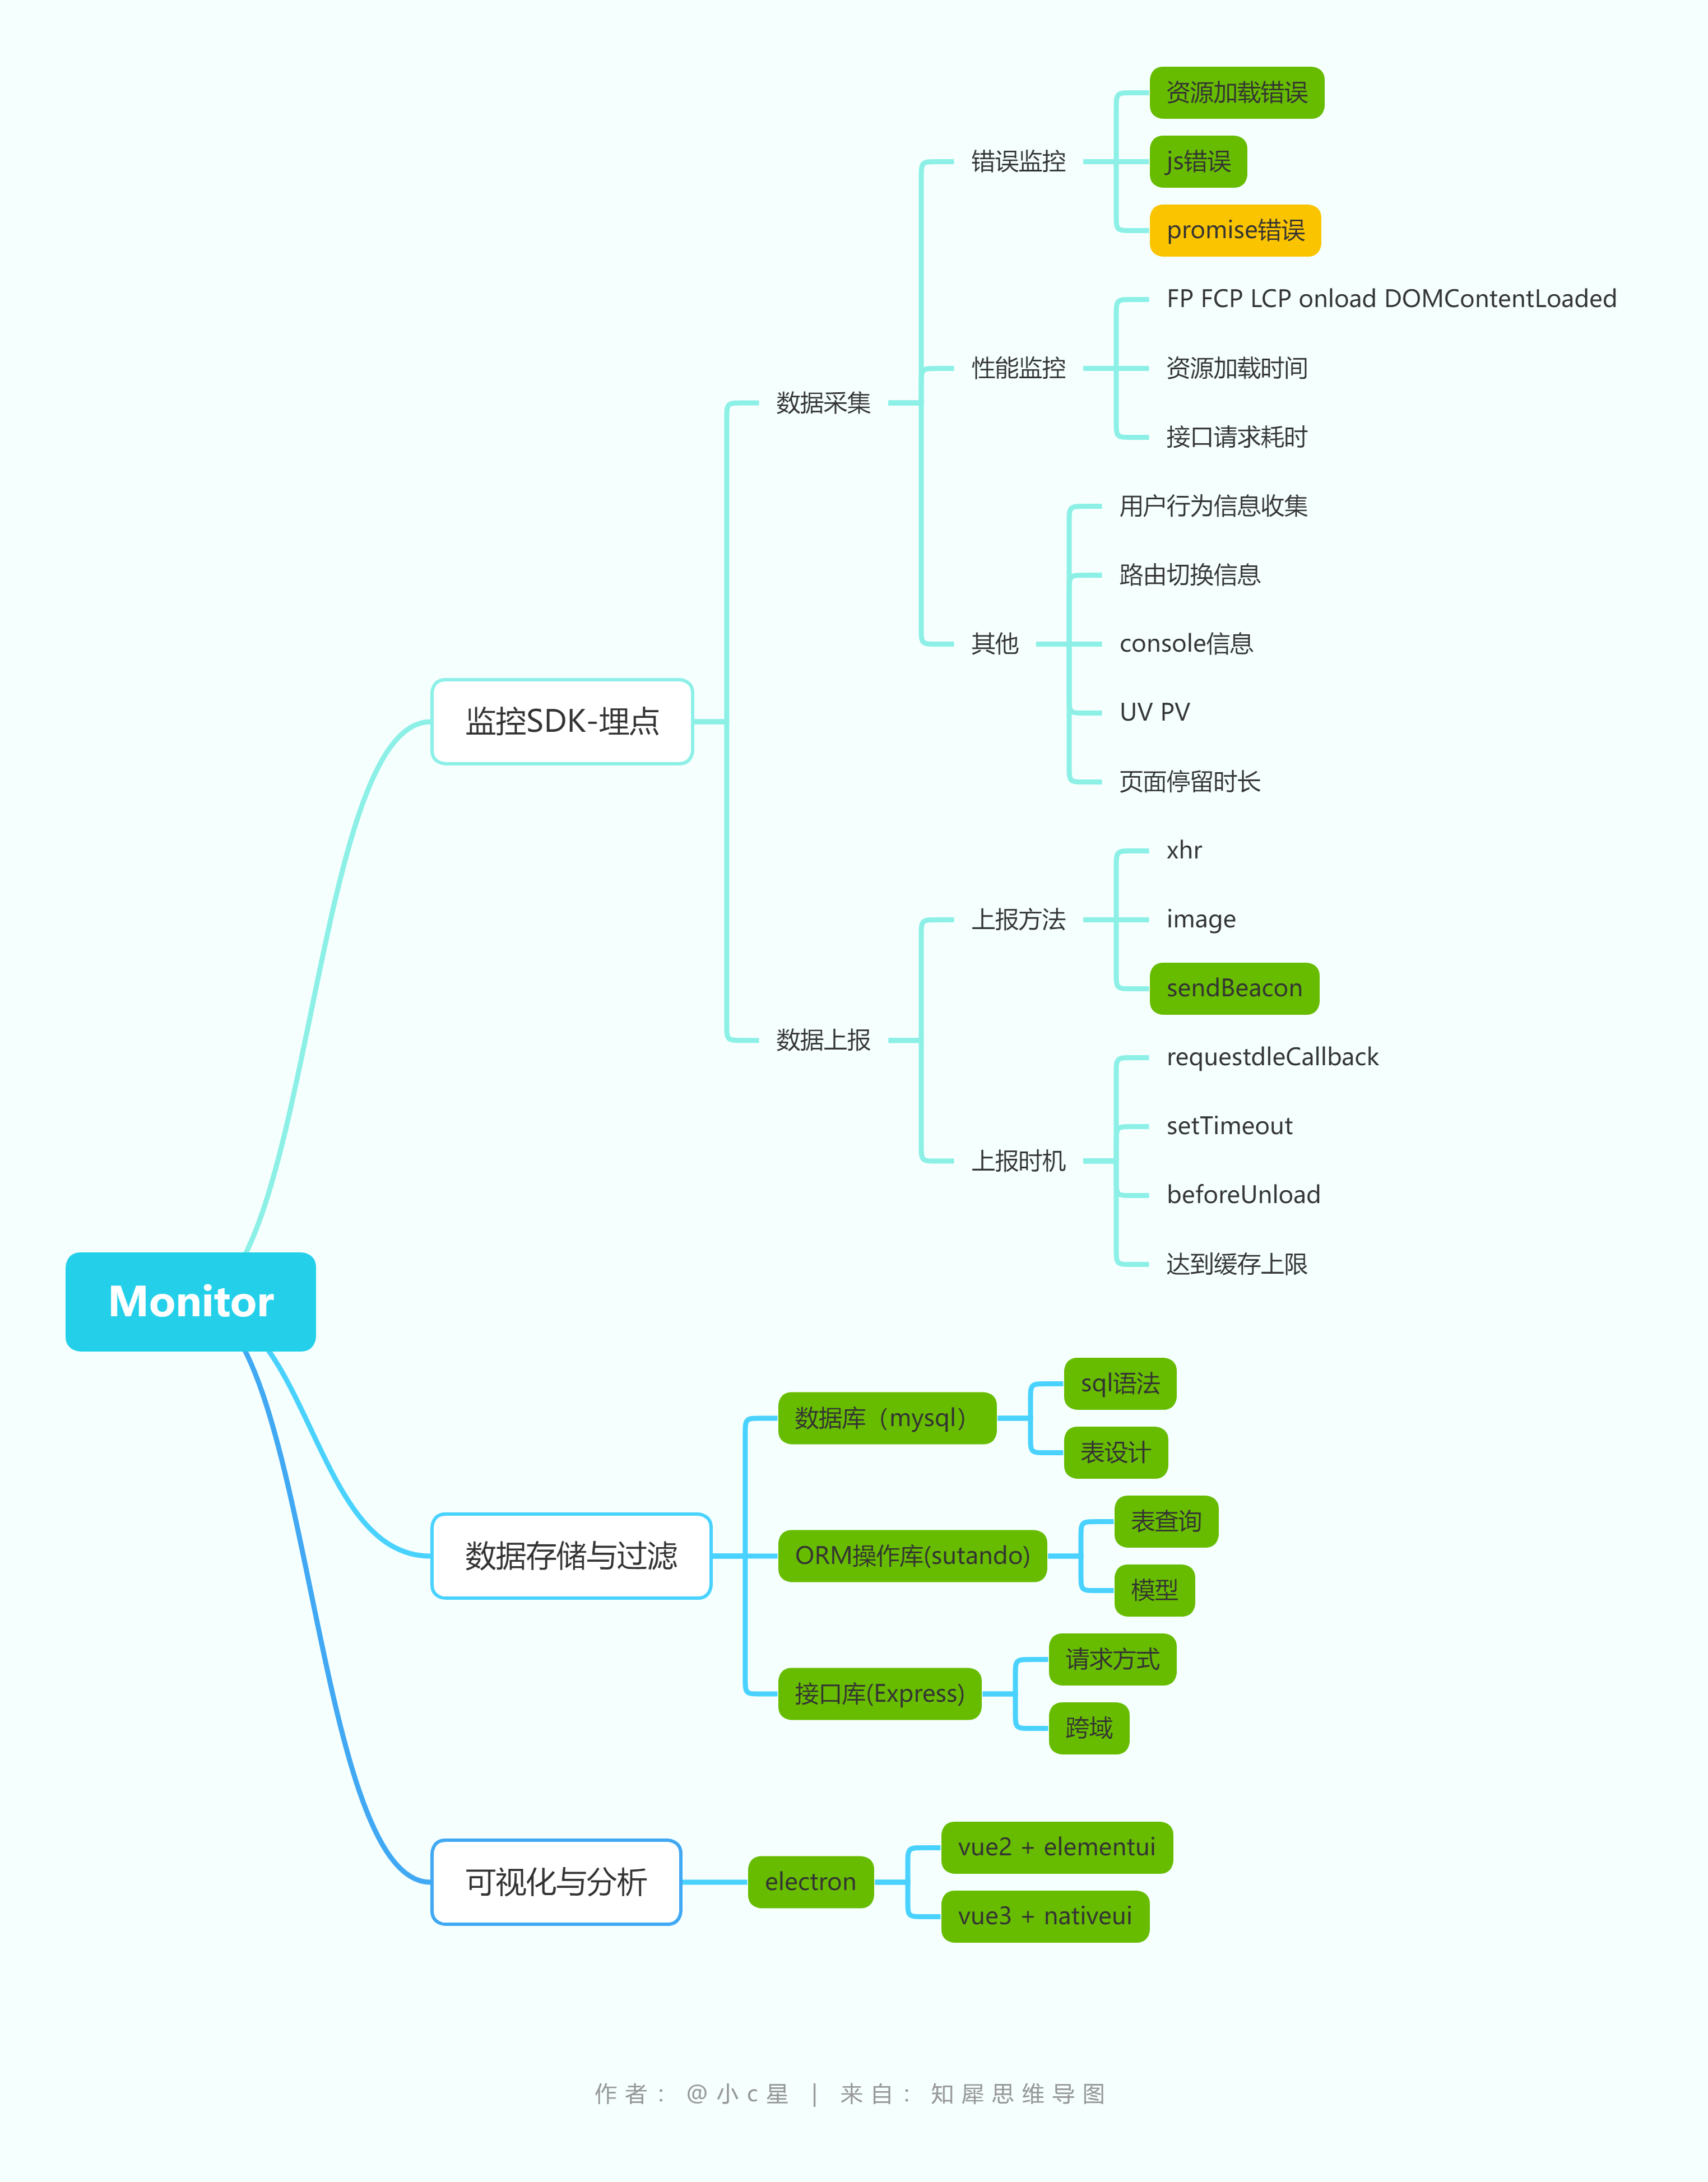 Monitor
监控SDK-埋点
数据采集
错误监控
资源加载错误
js错误
promise错误
性能监控
FP FCP LCP onload DOMContentLoaded
资源加载时间
接口请求耗时
其他
用户行为信息收集
路由切换信息
console信息
UV PV
页面停留时长
数据上报
上报方法
xhr
image
sendBeacon
上报时机
requestdleCallback
setTimeout
beforeUnload
达到缓存上限
数据存储与过滤
数据库（mysql）
sql语法
表设计
ORM操作库(sutando)
表查询
模型
接口库(Express)
请求方式
跨域
可视化与分析
electron
vue2 + elementui
vue3 + nativeui
作者：@小c星 | 来自：知犀思维导图